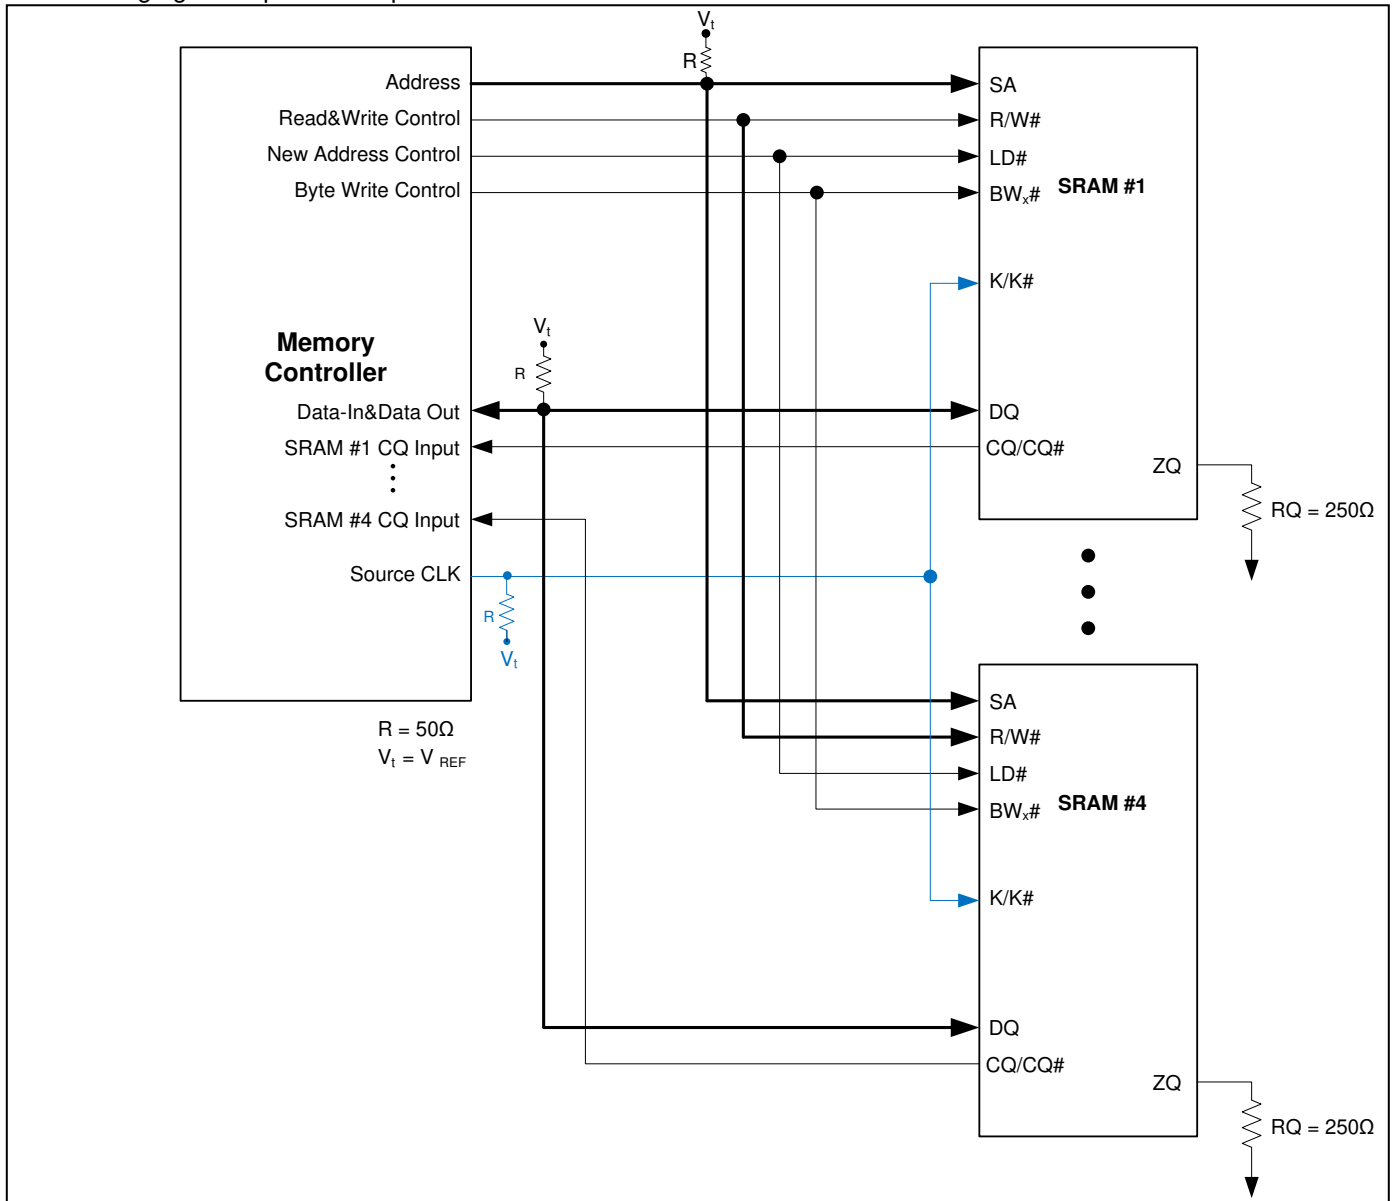 Vt
R
Address
Read&Write Control
New Address Control
Byte Write Control
SA
R/W#
LD#
BWx#
SRAM #1
K/K#
Vt
R
Memory
Controller
Data-In&Data Out
SRAM #1 CQ Input
SRAM #4 CQ Input
Source CLK
DQ
CQ/CQ#
ZQ
RQ = 250Ω
R
Vt
R = 50Ω
Vt = V REF
SA
R/W#
LD#
BWx#
SRAM #4
K/K#
DQ
CQ/CQ#
ZQ
RQ = 250Ω